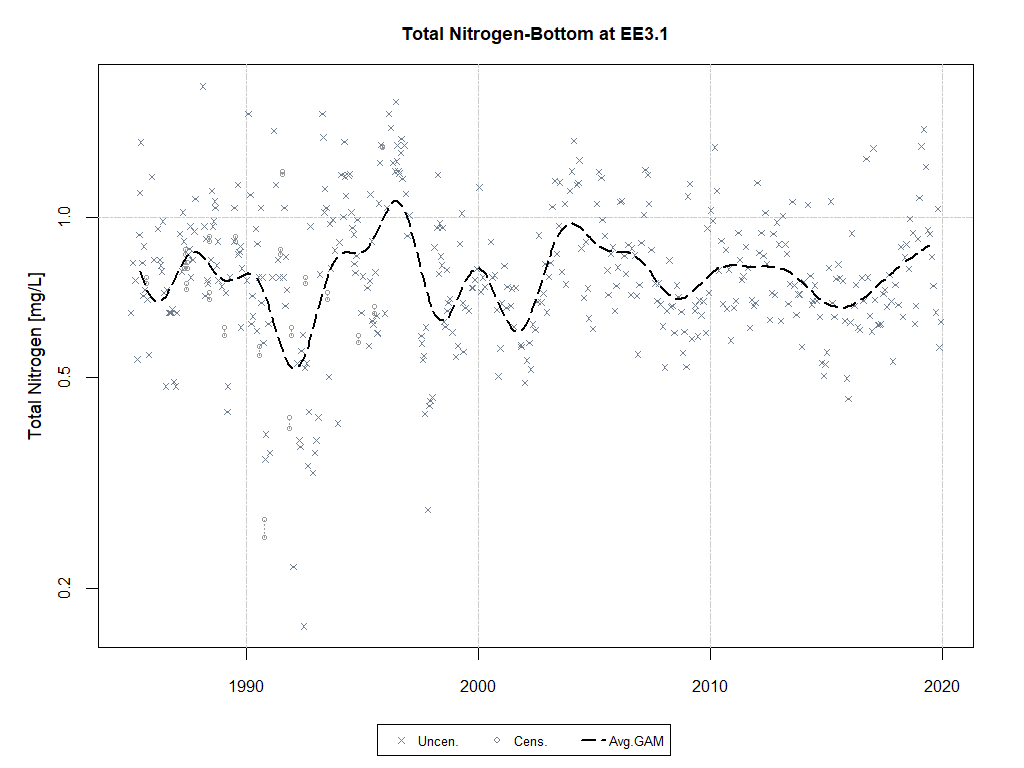 Total Nitrogen-Bottom at EE3.1
Total Nitrogen [mg/L]
1.0
0.5
0.2
1990 2000 2010 2020
Uncen. Cens. Avg.GAM